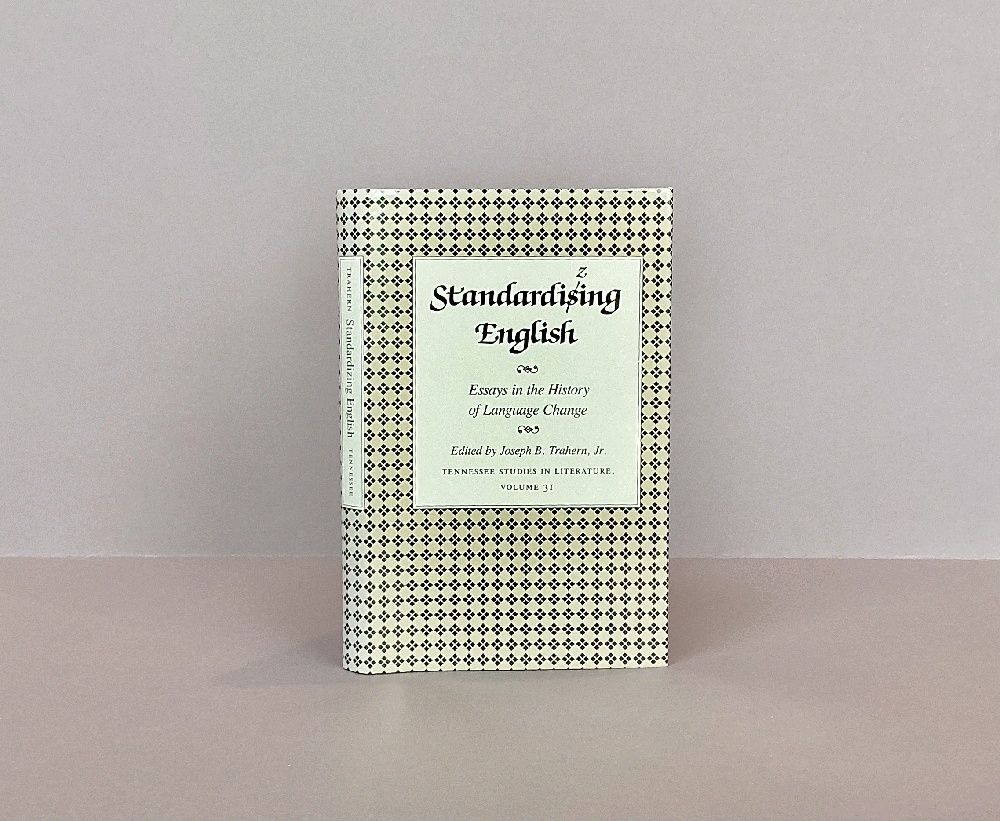 TRAHERN Standardizing English TENNESSEE
z
Standardising
English
Essays in the History
of Language Change
Edited by Joseph B. Trahern, Jr.
TENNESSEE STUDIES IN LITERATURE,
VOLUME 31